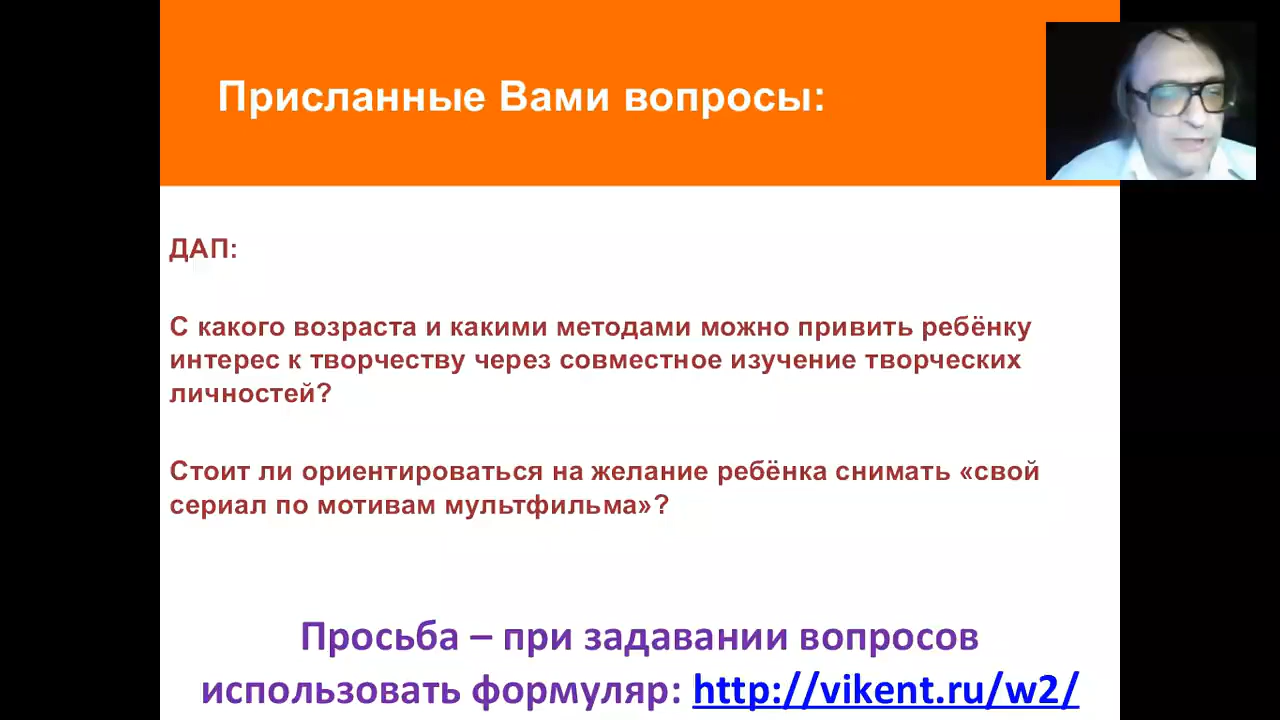 Присланные Вами вопросы:
ДАП:
С какого возраста и какими методами можно привить ребёнку
интерес к творчеству через совместное изучение творческих
личностей?
Стоит ли ориентироваться на желание ребёнка снимать «свой
сериал по мотивам мультфильма»?
Просьба – при задавании вопросов
использовать формуляр: http://vikent.ru/w2/